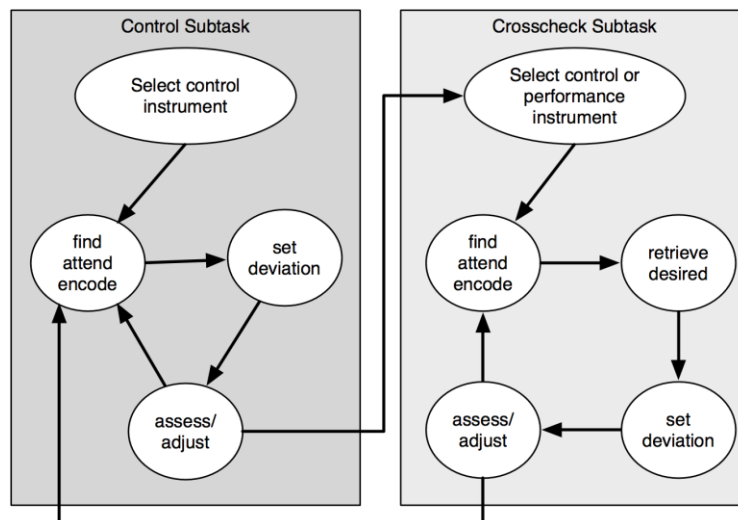 Control Subtask
Select control
instrument
find
attend
encode
set
deviation
assess/
adjust
Crosscheck Subtask
Select control or
performance
instrument
find
attend
encode
retrieve
desired
assess/
adjust
set
deviation